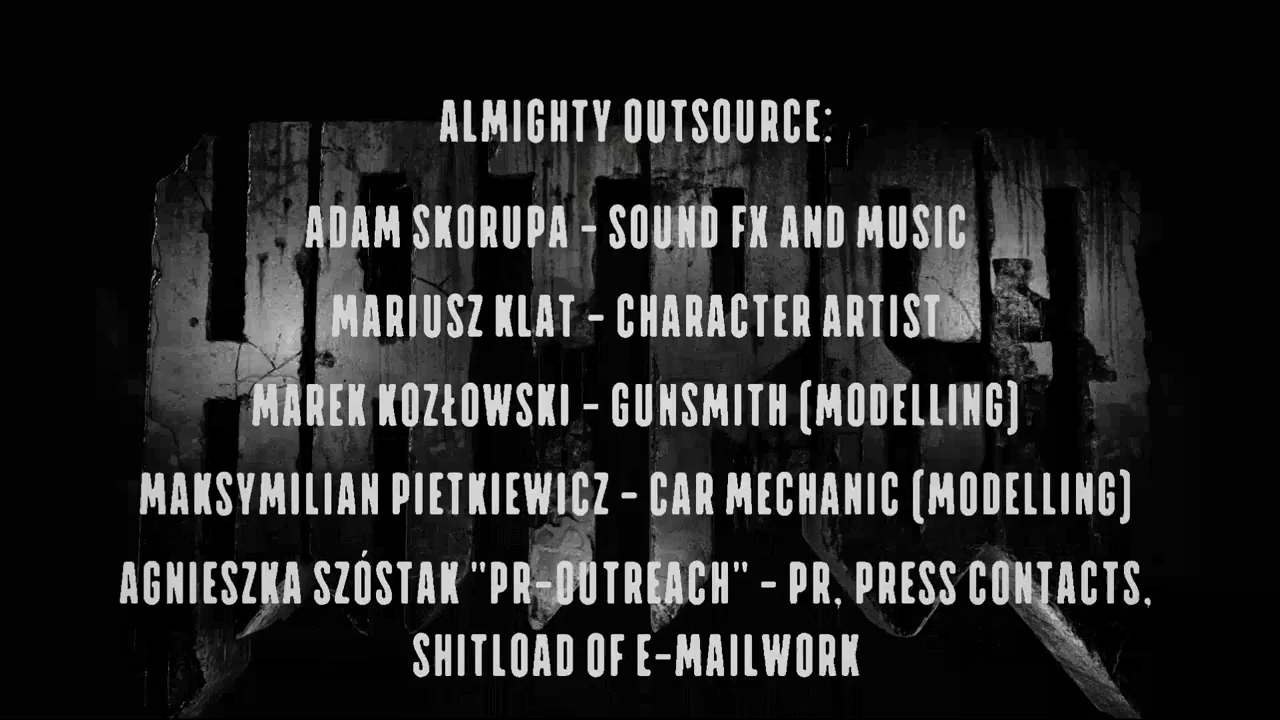 ALMIGHTY OUTSOURCE:
ADAM SKORUPA - SOUND FX AND MUSIC
MARIUSZ KLAT - CHARACTER ARTIST
MAREK KOZŁOWSKI - GUNSMITH (MODELLING)
MAKSYMILIAN PIETKIEWICZ - CAR MECHANIC (MODELLING)
AGNIESZKA SZÓSTAK "PR-OUTREACH" - PR, PRESS CONTACTS,
SHITLOAD OF E-MAILWORK
HATRED